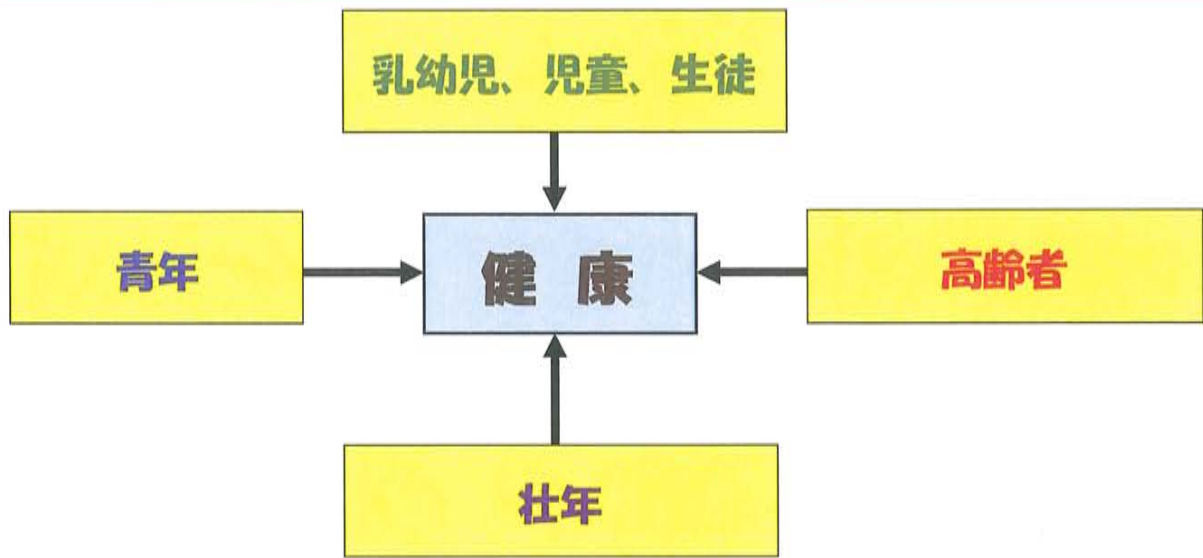 乳幼児、児童、生徒
青年
健 康
高齢者
壮年